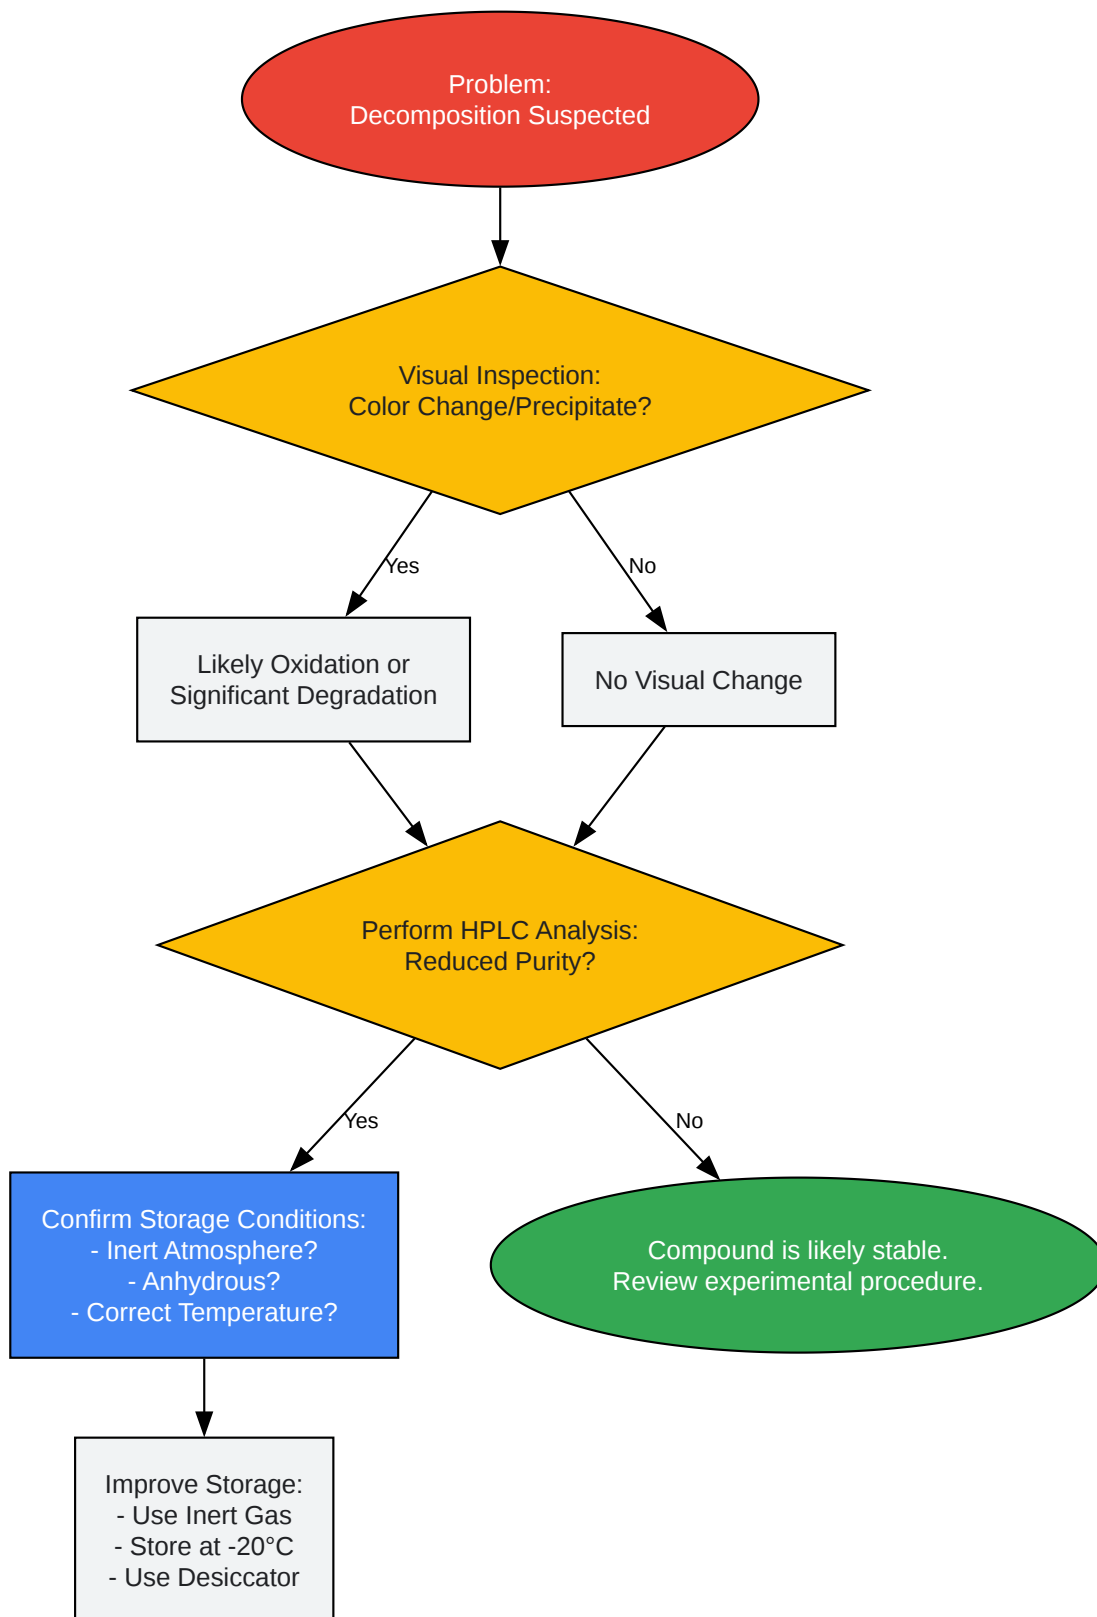 Problem:
Decomposition Suspected
Visual Inspection:
Color Change/Precipitate?
Yes
No
Likely Oxidation or
Significant Degradation
No Visual Change
Perform HPLC Analysis:
Reduced Purity?
Yes
No
Confirm Storage Conditions:
- Inert Atmosphere?
- Anhydrous?
- Correct Temperature?
Compound is likely stable.
Review experimental procedure.
Improve Storage:
- Use Inert Gas
- Store at -20°C
- Use Desiccator